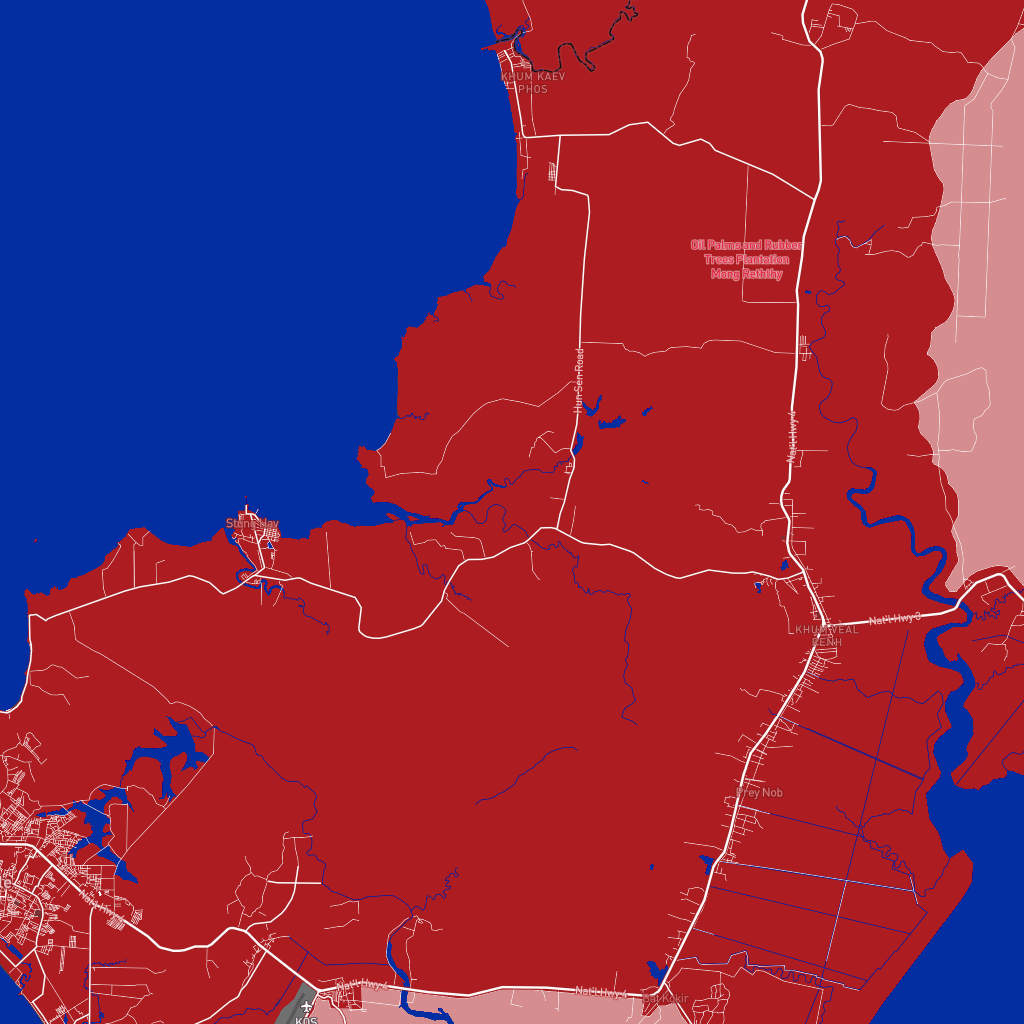 KHUM KAEV
PHOS
Oil Palms and Rubber
Trees Plantation
Mong Reththy
Hun Sen Road
Nat'l Hwy 4
Stung Hav
Nat'l Hwy 3
KHUM VEAL
RENH
Prey Nob
Nat'l Hwy 4
Nat'l Hwy 4
Nat'l Hwy 4
Bat Kokir
KOS